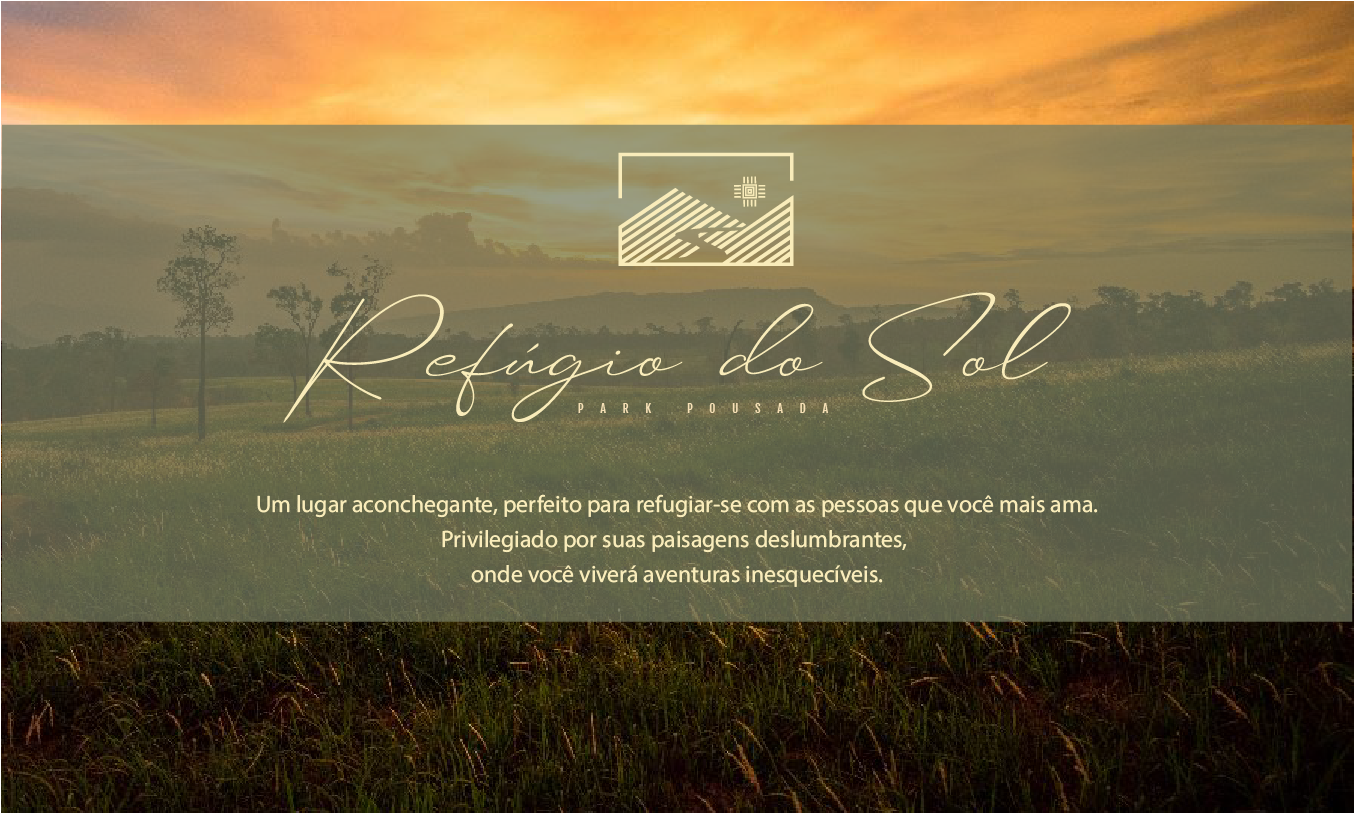 Refúgio do Sol
PARK POUSADA
Um lugar aconchegante, perfeito para refugiar-se com as pessoas que você mais ama.
Privilegiado por suas paisagens deslumbrantes,
onde você viverá aventuras inesquecíveis.